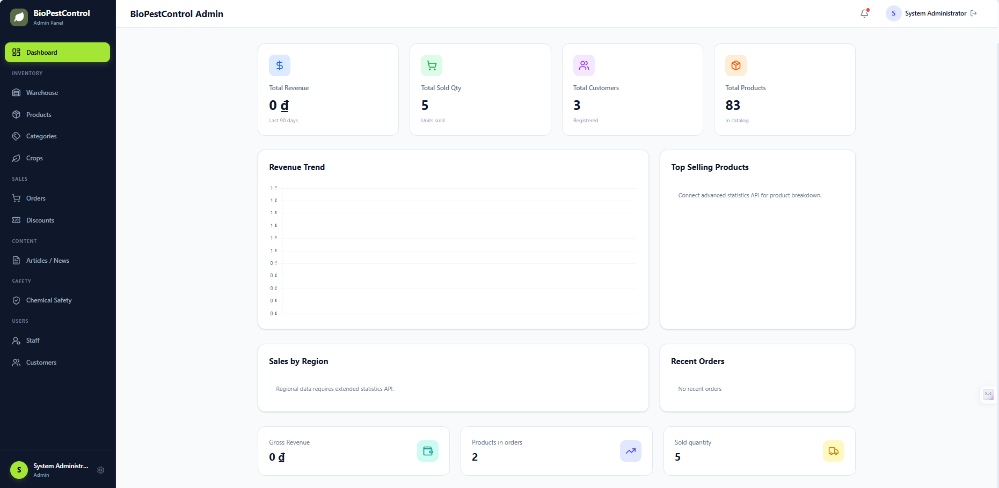 BioPestControl
Admin Panel
Dashboard
INVENTORY
Warehouse
Products
Categories
Crops
SALES
Orders
Discounts
CONTENT
Articles / News
SAFETY
Chemical Safety
USERS
Staff
Customers
S
System Administr...
Admin
BioPestControl Admin
S
System Administrator
Total Revenue
0 ₫
Last 90 days
Total Sold Qty
5
Units sold
Total Customers
3
Registered
Total Products
83
In catalog
Revenue Trend
1 ₫
1 ₫
1 ₫
1 ₫
1 ₫
1 ₫
0 ₫
0 ₫
0 ₫
0 ₫
0 ₫
Top Selling Products
Connect advanced statistics API for product breakdown.
Sales by Region
Regional data requires extended statistics API.
Recent Orders
No recent orders
Gross Revenue
0 ₫
Products in orders
2
Sold quantity
5